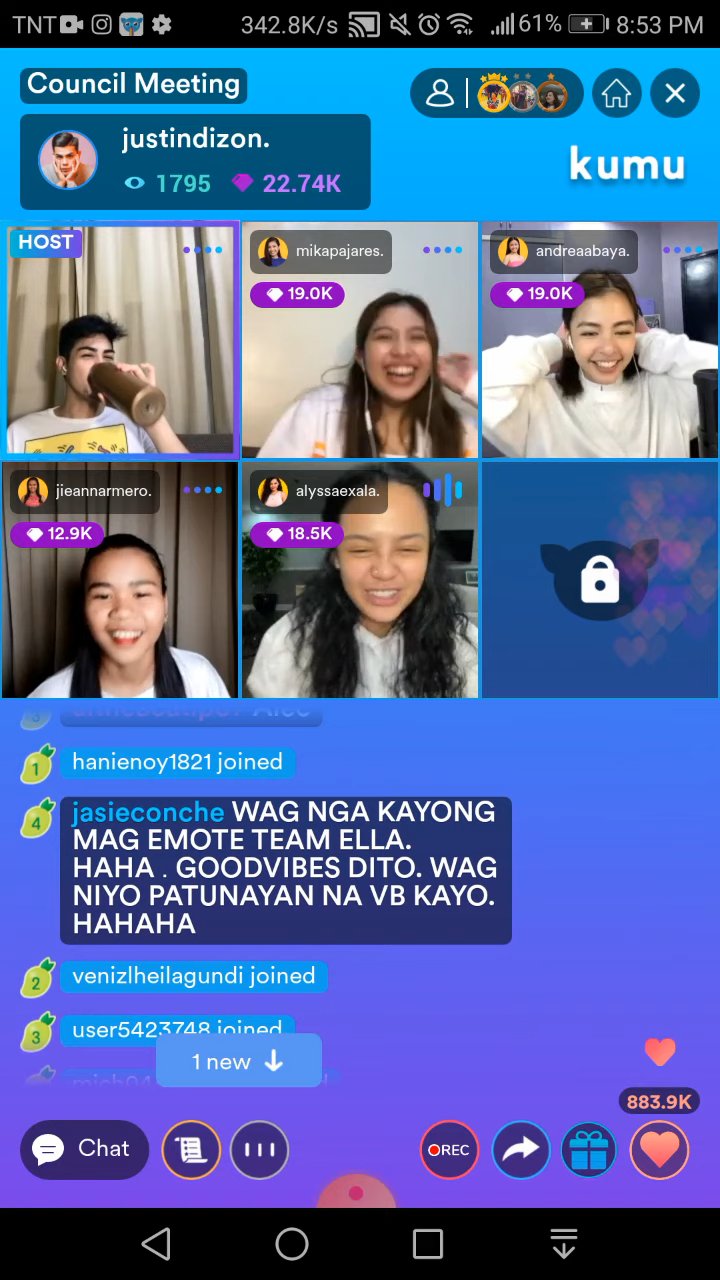 TNT 342.8K/s 61% 8:53 PM
Council Meeting
justindizon.
1795 22.74K
kumu
HOST
mikapajares.
19.0K
andreaabaya.
19.0K
jieannarmero.
12.9K
alyssaexala.
18.5K
3
1 hanienoy1821 joined
4 jasieconche WAG NGA KAYONG
MAG EMOTE TEAM ELLA.
HAHA . GOODVIBES DITO. WAG
NIYO PATUNAYAN NA VB KAYO.
HAHAHA
2 venizlheilagundi joined
3 user5423748 joined
1 new
883.9K
Chat
REC